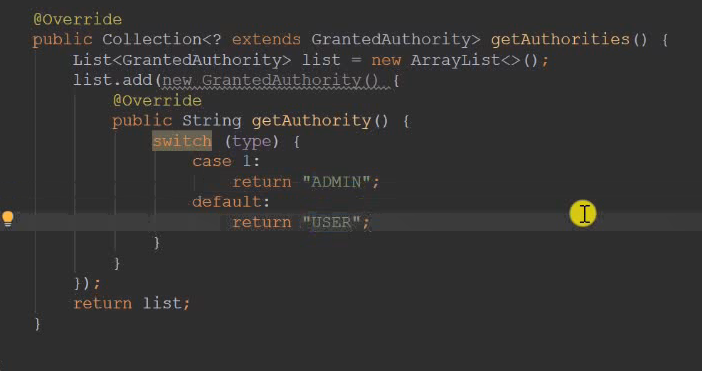 @Override
public Collection<? extends GrantedAuthority> getAuthorities() {
    List<GrantedAuthority> list = new ArrayList<>();
    list.add(new GrantedAuthority() {
        @Override
        public String getAuthority() {
            switch (type) {
                case 1:
                    return "ADMIN";
                default:
                    return "USER";
            }
        }
    });
    return list;
}